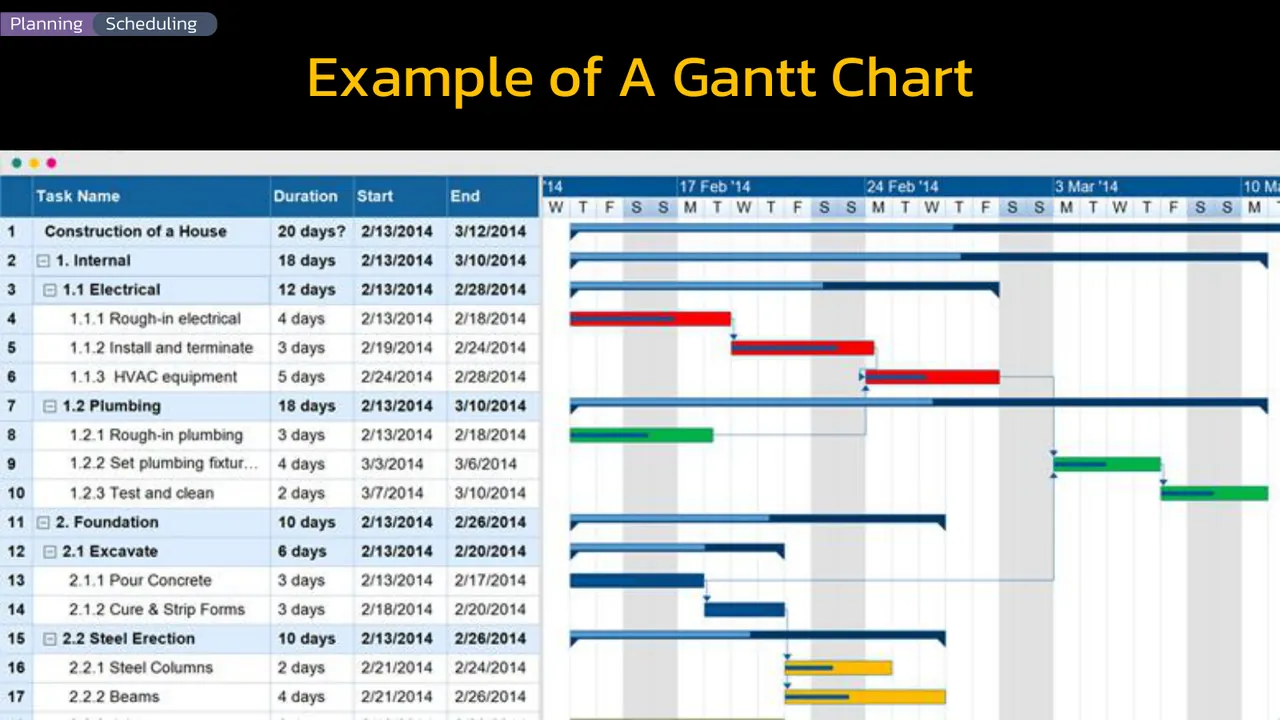 Planning Scheduling
Example of A Gantt Chart
'14 17 Feb '14 24 Feb '14 3 Mar '14 10 Ma
Task Name Duration Start End
W T F S S M T W T F S S M T W T F S S M T W T F S S M
1 Construction of a House 20 days? 2/13/2014 3/12/2014
2 1. Internal 18 days 2/13/2014 3/10/2014
3 1.1 Electrical 12 days 2/13/2014 2/28/2014
4 1.1.1 Rough-in electrical 4 days 2/13/2014 2/18/2014
5 1.1.2 Install and terminate 3 days 2/19/2014 2/24/2014
6 1.1.3 HVAC equipment 5 days 2/24/2014 2/28/2014
7 1.2 Plumbing 18 days 2/13/2014 3/10/2014
8 1.2.1 Rough-in plumbing 3 days 2/13/2014 2/18/2014
9 1.2.2 Set plumbing fixtur... 4 days 3/3/2014 3/6/2014
10 1.2.3 Test and clean 2 days 3/7/2014 3/10/2014
11 2. Foundation 10 days 2/13/2014 2/26/2014
12 2.1 Excavate 6 days 2/13/2014 2/20/2014
13 2.1.1 Pour Concrete 3 days 2/13/2014 2/17/2014
14 2.1.2 Cure & Strip Forms 3 days 2/18/2014 2/20/2014
15 2.2 Steel Erection 10 days 2/13/2014 2/26/2014
16 2.2.1 Steel Columns 2 days 2/21/2014 2/24/2014
17 2.2.2 Beams 4 days 2/21/2014 2/26/2014